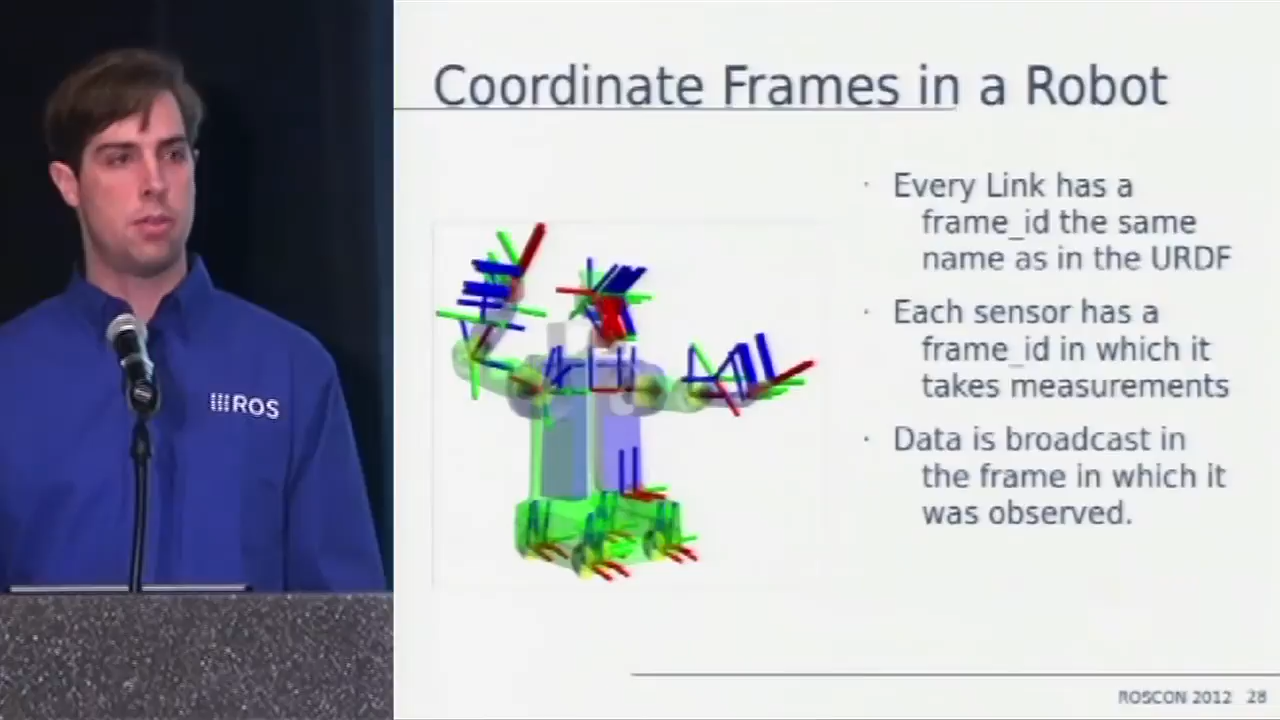 Coordinate Frames in a Robot
· Every Link has a
frame_id the same
name as in the URDF
· Each sensor has a
frame_id in which it
takes measurements
· Data is broadcast in
the frame in which it
was observed.
ROS
ROSCON 2012 28